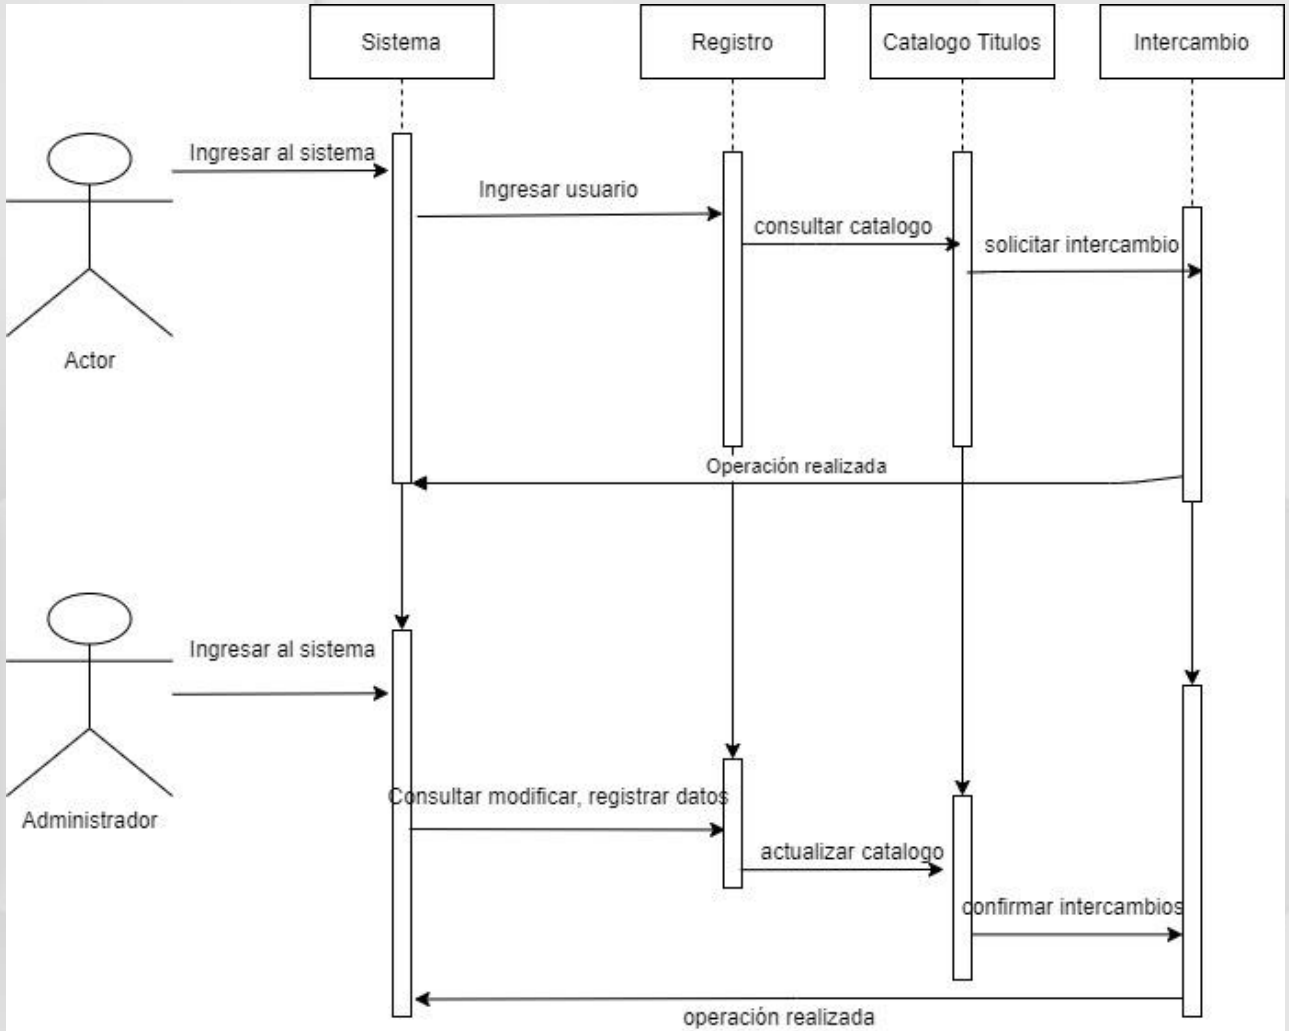 Sistema
Registro
Catalogo Titulos
Intercambio
Ingresar al sistema
Ingresar usuario
consultar catalogo
solicitar intercambio
Actor
Operación realizada
Ingresar al sistema
Consultar modificar, registrar datos
Administrador
actualizar catalogo
confirmar intercambios
operación realizada